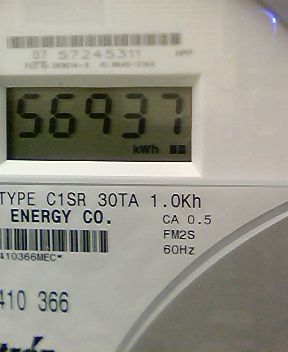 07 57245311
56937
kWh
TYPE C1SR 30TA 1.0Kh
ENERGY CO.
CA 0.5
FM2S
60Hz
410366MEC*
410 366